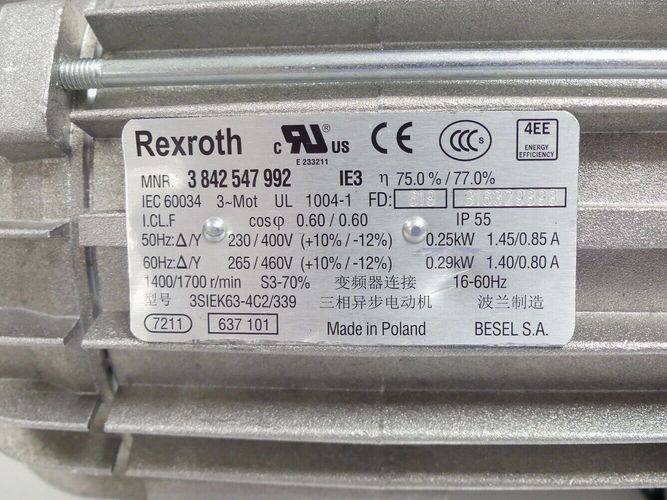 Rexroth c RU US CE CCC S 4EE
E 233211 ENERGY EFFICIENCY
MNR: 3 842 547 992 IE3 η 75.0 % / 77.0%
IEC 60034 3~Mot UL 1004-1 FD:
I.CL.F cosφ 0.60 / 0.60 IP 55
50Hz:Δ/Y 230 / 400V (+10% / -12%) 0.25kW 1.45/0.85 A
60Hz:Δ/Y 265 / 460V (+10% / -12%) 0.29kW 1.40/0.80 A
1400/1700 r/min S3-70% 变频器连接 16-60Hz
型号 3SIEK63-4C2/339 三相异步电动机 波兰制造
7211 637 101 Made in Poland BESEL S.A.